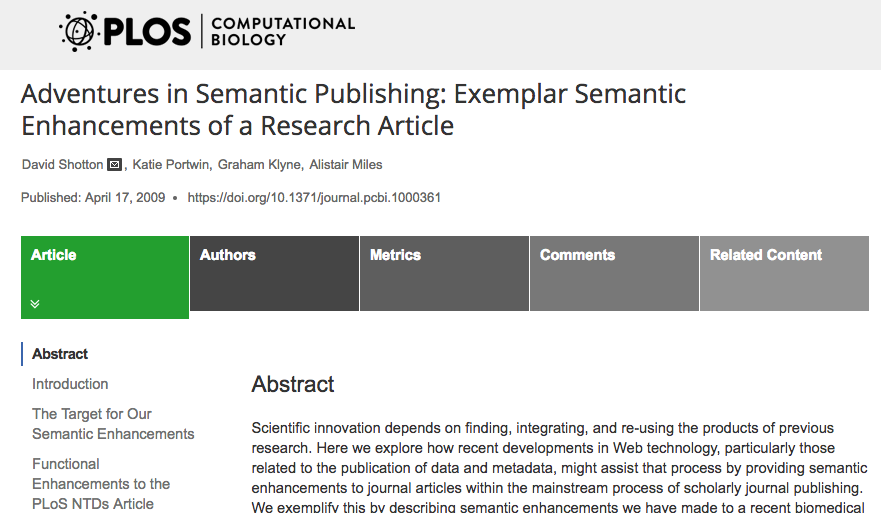 PLOS COMPUTATIONAL BIOLOGY
Adventures in Semantic Publishing: Exemplar Semantic
Enhancements of a Research Article
David Shotton , Katie Portwin, Graham Klyne, Alistair Miles
Published: April 17, 2009 • https://doi.org/10.1371/journal.pcbi.1000361
Article
Authors
Metrics
Comments
Related Content
Abstract
Introduction
The Target for Our
Semantic Enhancements
Functional
Enhancements to the
PLoS NTDs Article
Abstract
Scientific innovation depends on finding, integrating, and re-using the products of previous
research. Here we explore how recent developments in Web technology, particularly those
related to the publication of data and metadata, might assist that process by providing semantic
enhancements to journal articles within the mainstream process of scholarly journal publishing.
We exemplify this by describing semantic enhancements we have made to a recent biomedical